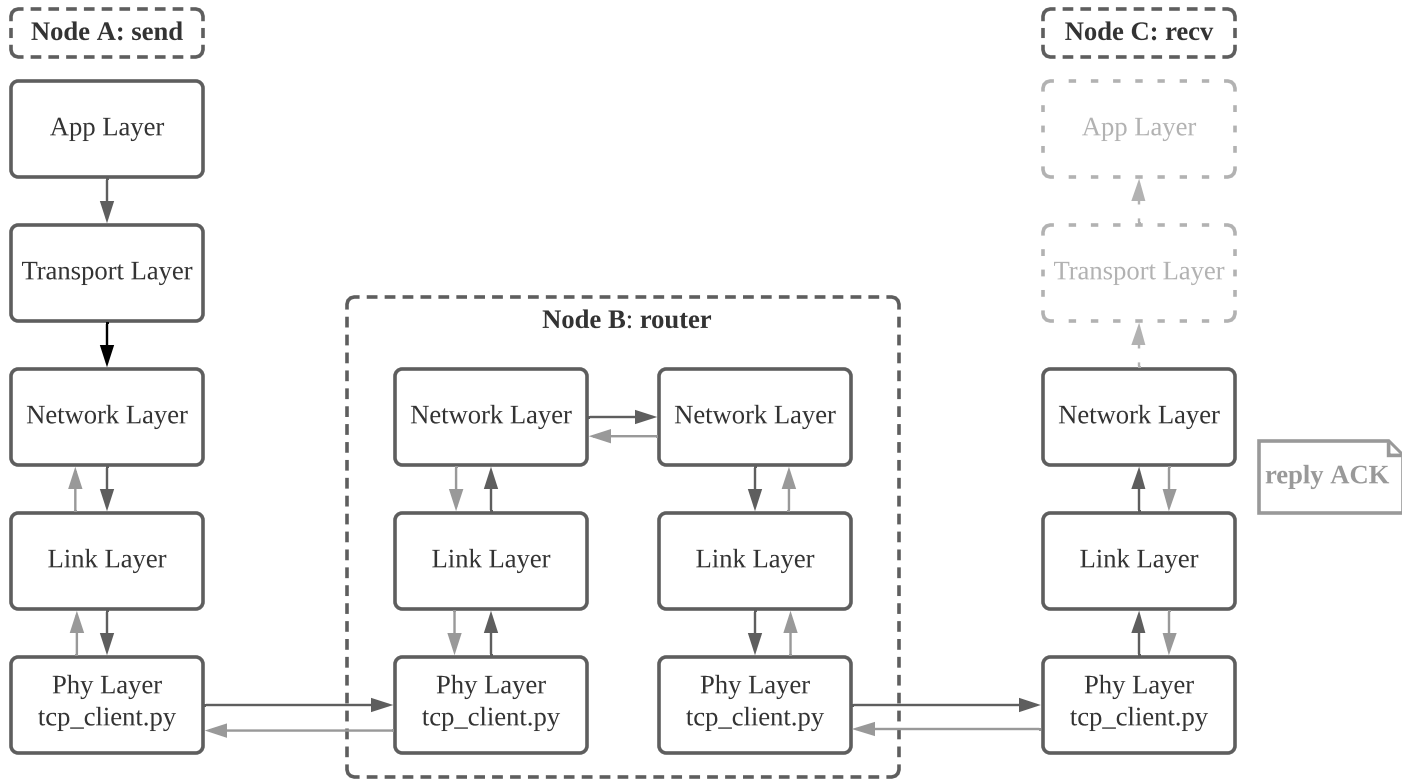 Node A: send
App Layer
Transport Layer
Network Layer
Link Layer
Phy Layer
tcp_client.py
Node B: router
Network Layer
Link Layer
Phy Layer
tcp_client.py
Network Layer
Link Layer
Phy Layer
tcp_client.py
Node C: recv
App Layer
Transport Layer
Network Layer
Link Layer
Phy Layer
tcp_client.py
reply ACK